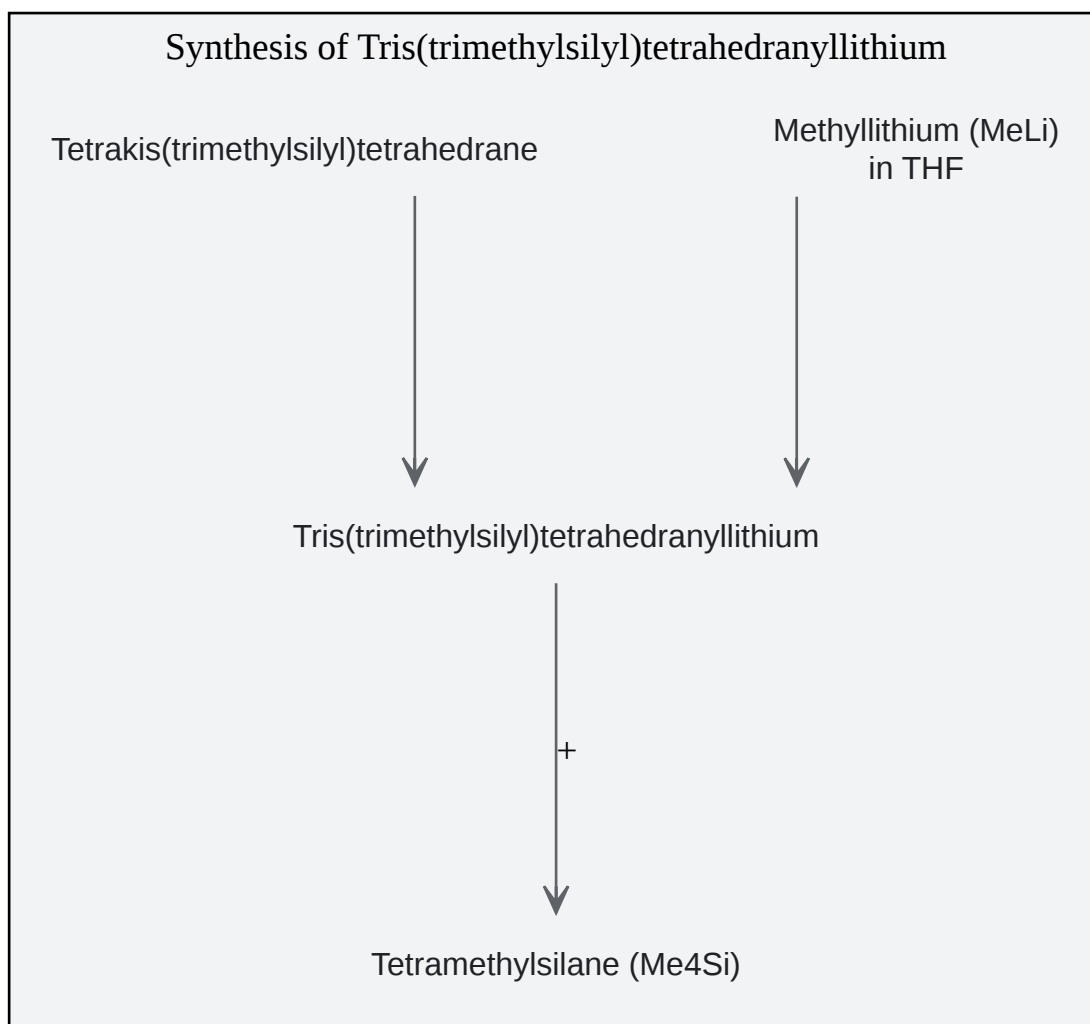 Synthesis of Tris(trimethylsilyl)tetrahedranyllithium
Tetrakis(trimethylsilyl)tetrahedrane
Methyllithium (MeLi)
in THF
Tris(trimethylsilyl)tetrahedranyllithium
+
Tetramethylsilane (Me4Si)